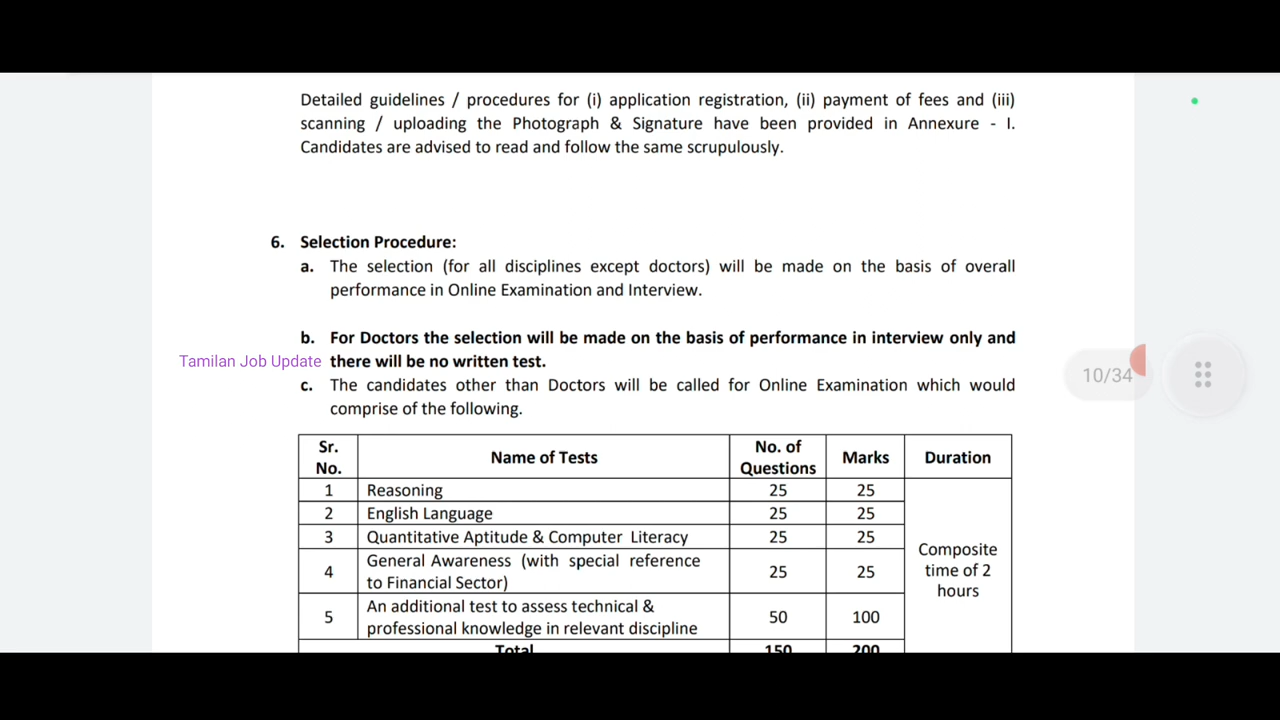 Detailed guidelines / procedures for (i) application registration, (ii) payment of fees and (iii)
scanning / uploading the Photograph & Signature have been provided in Annexure - I.
Candidates are advised to read and follow the same scrupulously.
6. Selection Procedure:
a. The selection (for all disciplines except doctors) will be made on the basis of overall
performance in Online Examination and Interview.
b. For Doctors the selection will be made on the basis of performance in interview only and
Tamilan Job Update there will be no written test.
10/34
c. The candidates other than Doctors will be called for Online Examination which would
comprise of the following.
Sr. No. Name of Tests No. of Questions Marks Duration
1 Reasoning 25 25
2 English Language 25 25
3 Quantitative Aptitude & Computer Literacy 25 25
4 General Awareness (with special reference
to Financial Sector) 25 25
5 An additional test to assess technical &
professional knowledge in relevant discipline 50 100
Composite
time of 2
hours
Total 150 200